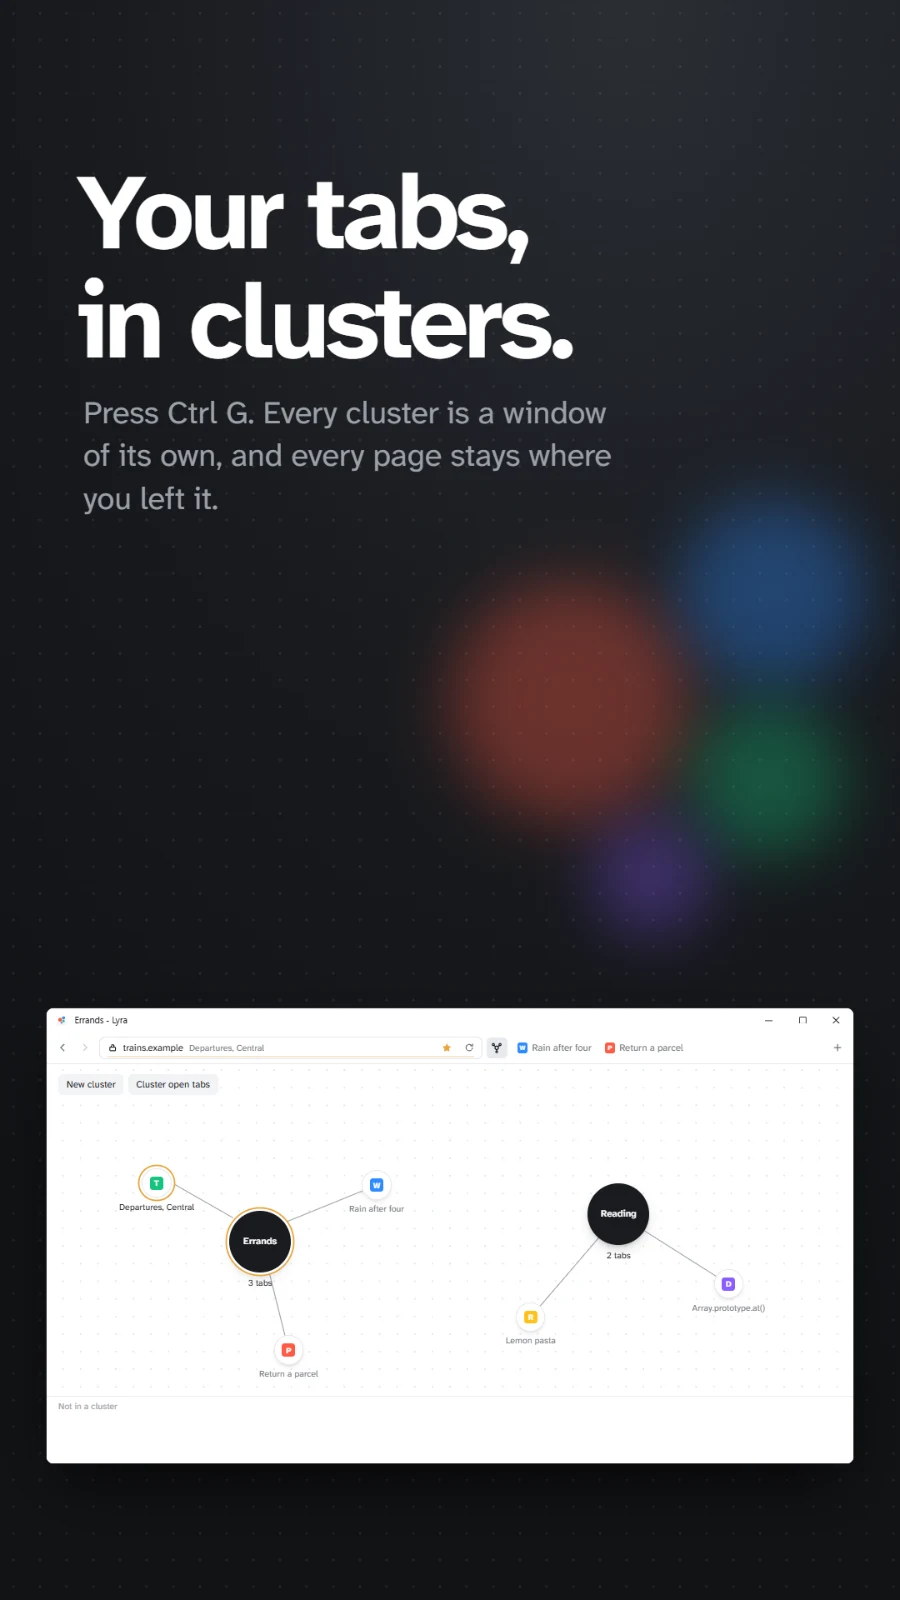 Your tabs,
in clusters.
Press Ctrl G. Every cluster is a window
of its own, and every page stays where
you left it.
Errands - Lyra
trains.example Departures, Central
W Rain after four
P Return a parcel
New cluster
Cluster open tabs
T
Departures, Central
W
Rain after four
Errands
3 tabs
P
Return a parcel
Reading
2 tabs
D
Array.prototype.at()
R
Lemon pasta
Not in a cluster